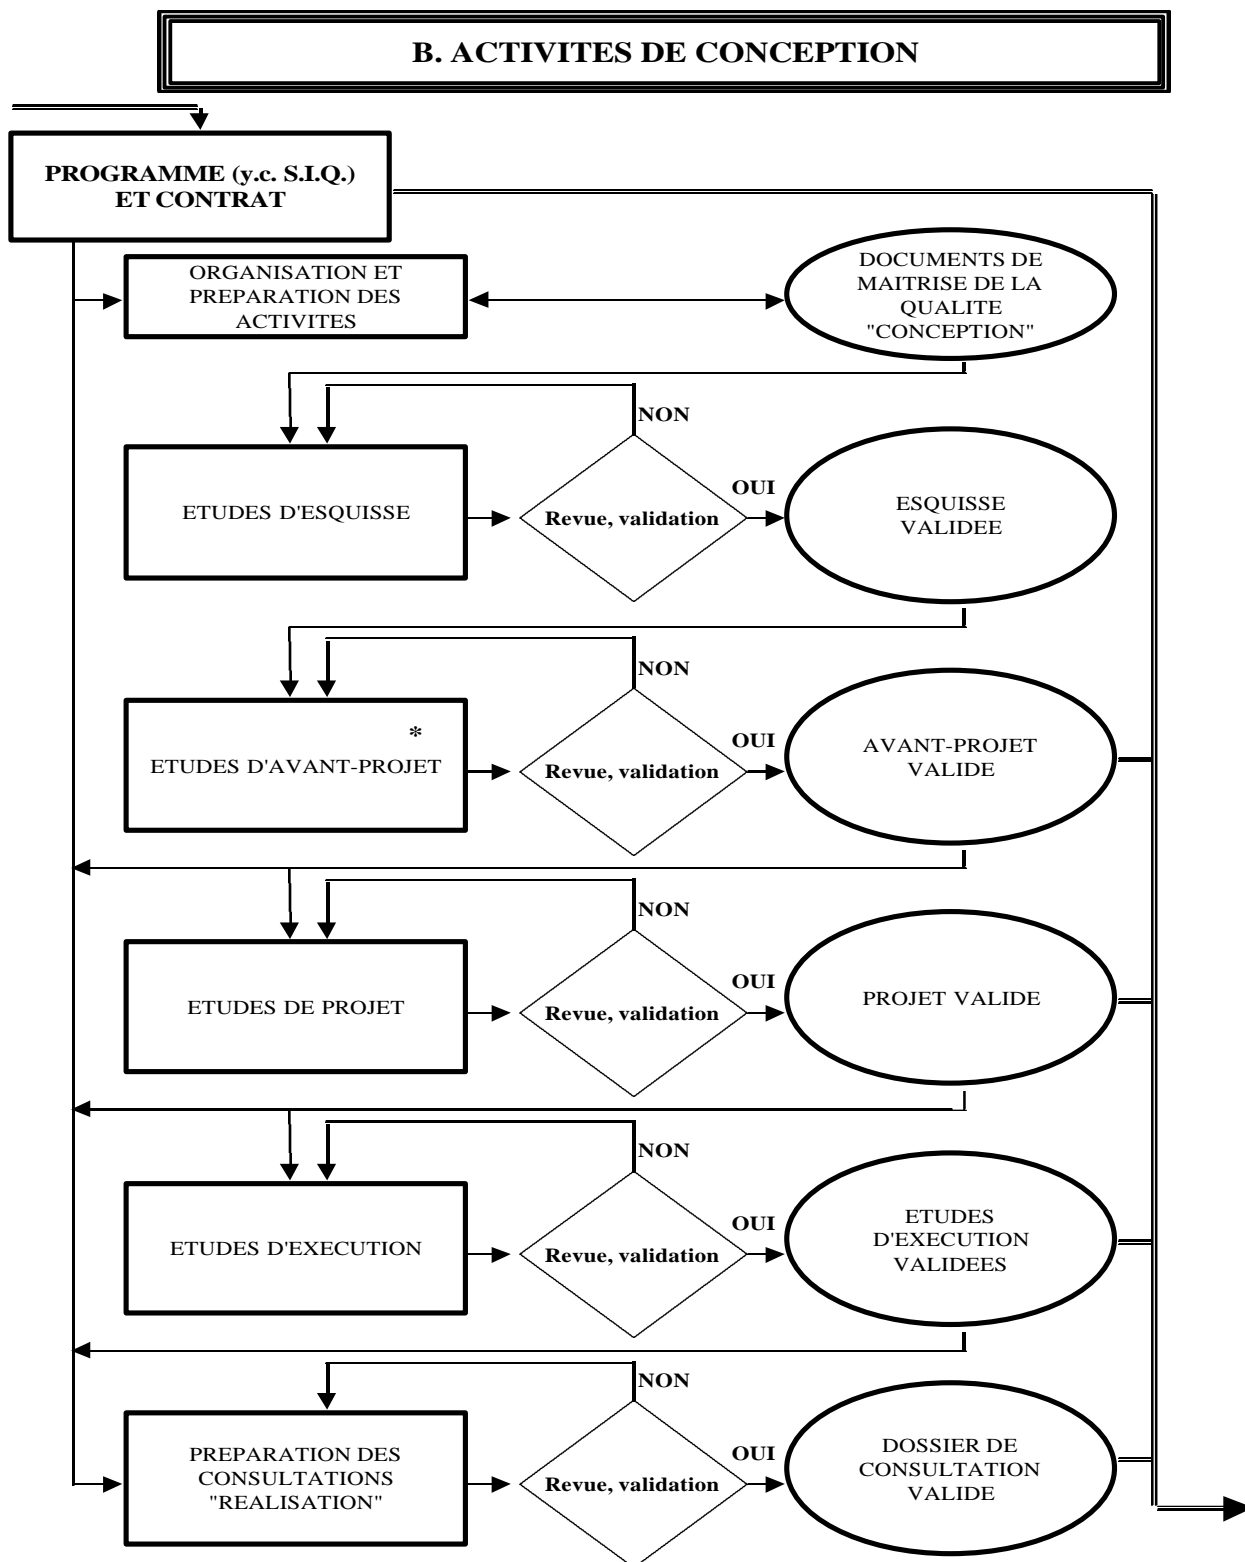 B. ACTIVITES DE CONCEPTION
PROGRAMME (y.c. S.I.Q.)
ET CONTRAT
ORGANISATION ET
PREPARATION DES
ACTIVITES
DOCUMENTS DE
MAITRISE DE LA
QUALITE
"CONCEPTION"
NON
ETUDES D'ESQUISSE
Revue, validation
OUI
ESQUISSE
VALIDEE
NON
*
ETUDES D'AVANT-PROJET
Revue, validation
OUI
AVANT-PROJET
VALIDE
NON
ETUDES DE PROJET
Revue, validation
OUI
PROJET VALIDE
NON
ETUDES D'EXECUTION
Revue, validation
OUI
ETUDES
D'EXECUTION
VALIDEES
NON
PREPARATION DES
CONSULTATIONS
"REALISATION"
Revue, validation
OUI
DOSSIER DE
CONSULTATION
VALIDE